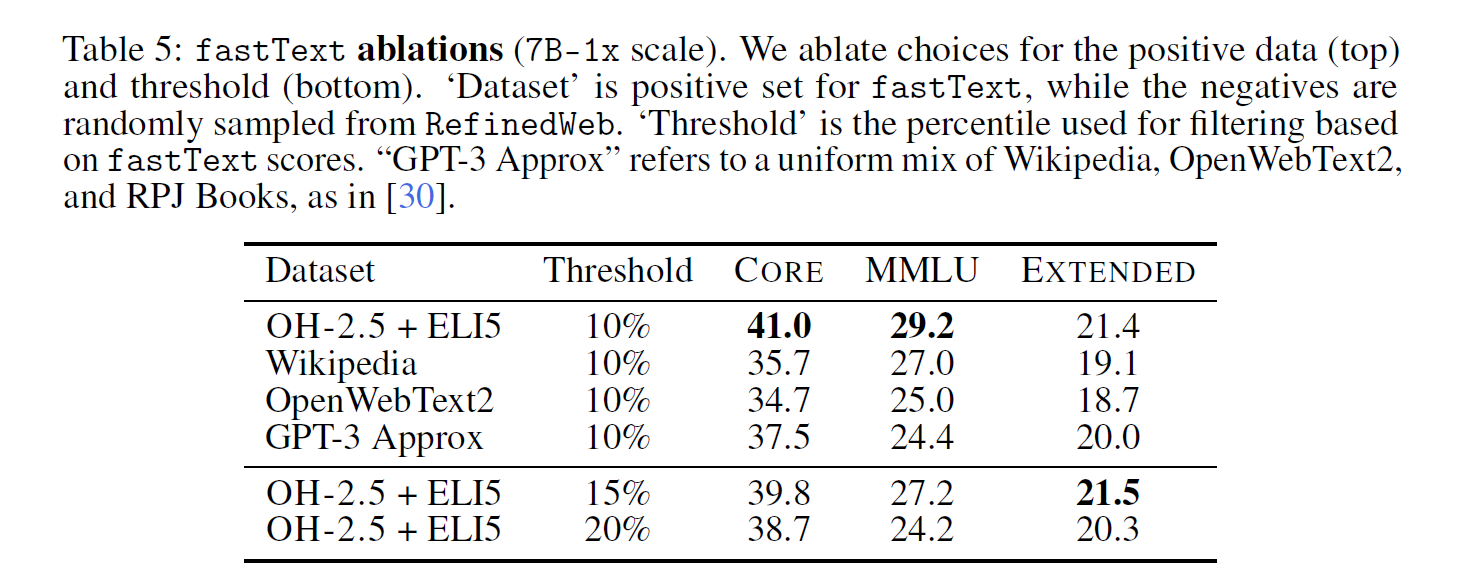 Table 5: fastText ablations (7B-1x scale). We ablate choices for the positive data (top)
and threshold (bottom). ‘Dataset’ is positive set for fastText, while the negatives are
randomly sampled from RefinedWeb. ‘Threshold’ is the percentile used for filtering based
on fastText scores. “GPT-3 Approx” refers to a uniform mix of Wikipedia, OpenWebText2,
and RPJ Books, as in [30].
Dataset Threshold CORE MMLU EXTENDED
OH-2.5 + ELI5 10% 41.0 29.2 21.4
Wikipedia 10% 35.7 27.0 19.1
OpenWebText2 10% 34.7 25.0 18.7
GPT-3 Approx 10% 37.5 24.4 20.0
OH-2.5 + ELI5 15% 39.8 27.2 21.5
OH-2.5 + ELI5 20% 38.7 24.2 20.3